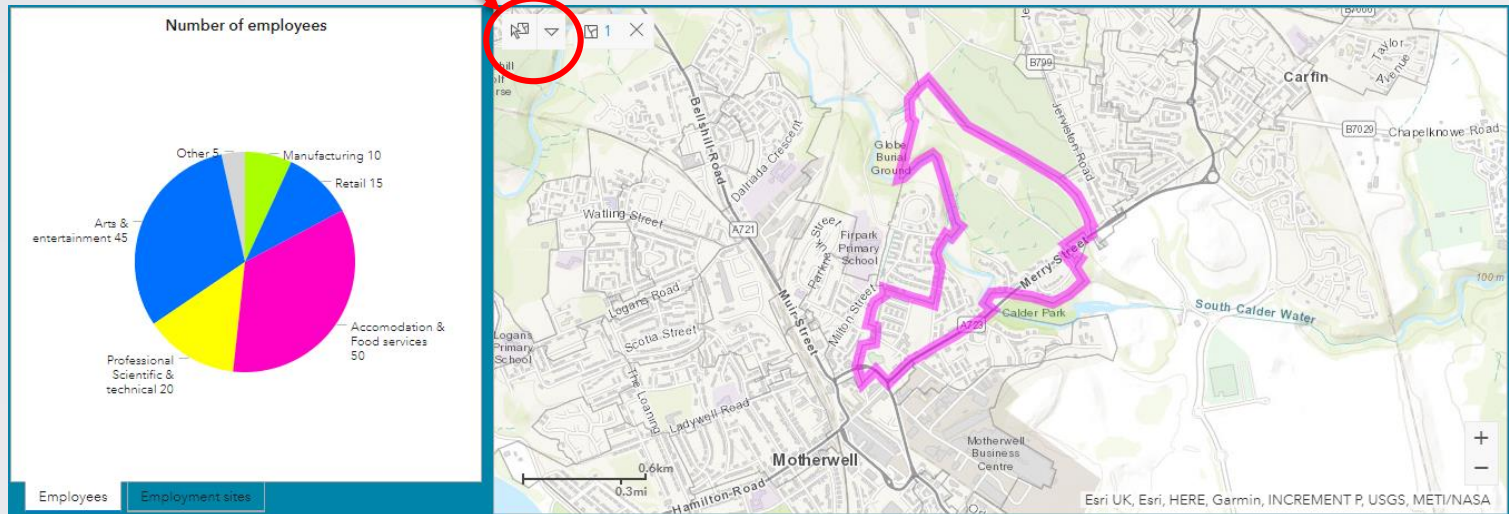 Number of employees
Other 5
Manufacturing 10
Retail 15
Arts &
entertainment 45
Accomodation &
Food services
50
Professional
Scientific &
technical 20
Employees
Employment sites
1
B799
Carfin
Taylor
Avenue
B7029
Chapelknowe Road
Bellshill-Road
Jerviston Road
Globe
Burial
Ground
Dalriada Crescent
Watling Street
A721
Firpark
Primary
School
Merry-Street
100 m
South Calder Water
Calder Park
A723
Milton Street
Muir-Street
Logans Road
Scotia Street
Logans
Primary
School
The Loaning
Ladywell Road
Motherwell
Motherwell
Business
Centre
0.6km
0.3mi
Hamilton-Road
+
−
Esri UK, Esri, HERE, Garmin, INCREMENT P, USGS, METI/NASA